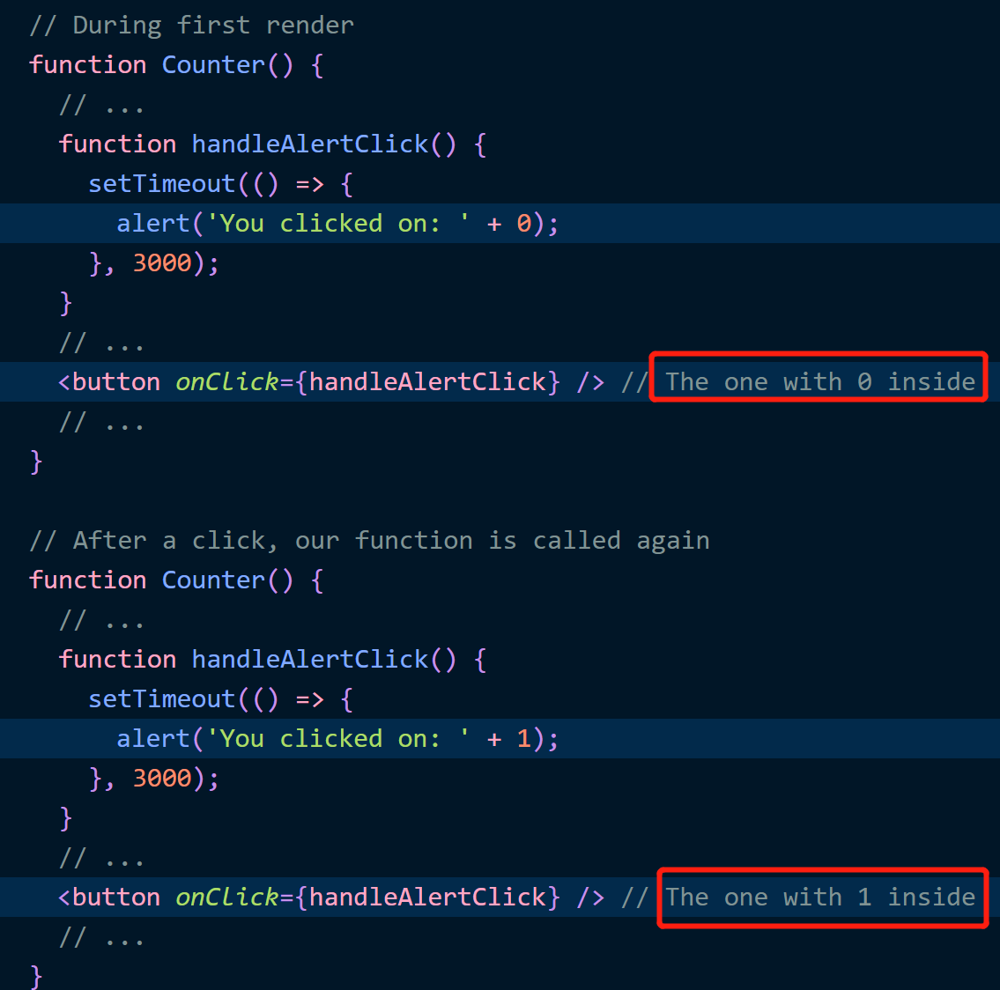 // During first render
function Counter() {
  // ...
  function handleAlertClick() {
    setTimeout(() => {
      alert('You clicked on: ' + 0);
    }, 3000);
  }
  // ...
  <button onClick={handleAlertClick} /> // The one with 0 inside
  // ...
}

// After a click, our function is called again
function Counter() {
  // ...
  function handleAlertClick() {
    setTimeout(() => {
      alert('You clicked on: ' + 1);
    }, 3000);
  }
  // ...
  <button onClick={handleAlertClick} /> // The one with 1 inside
  // ...
}